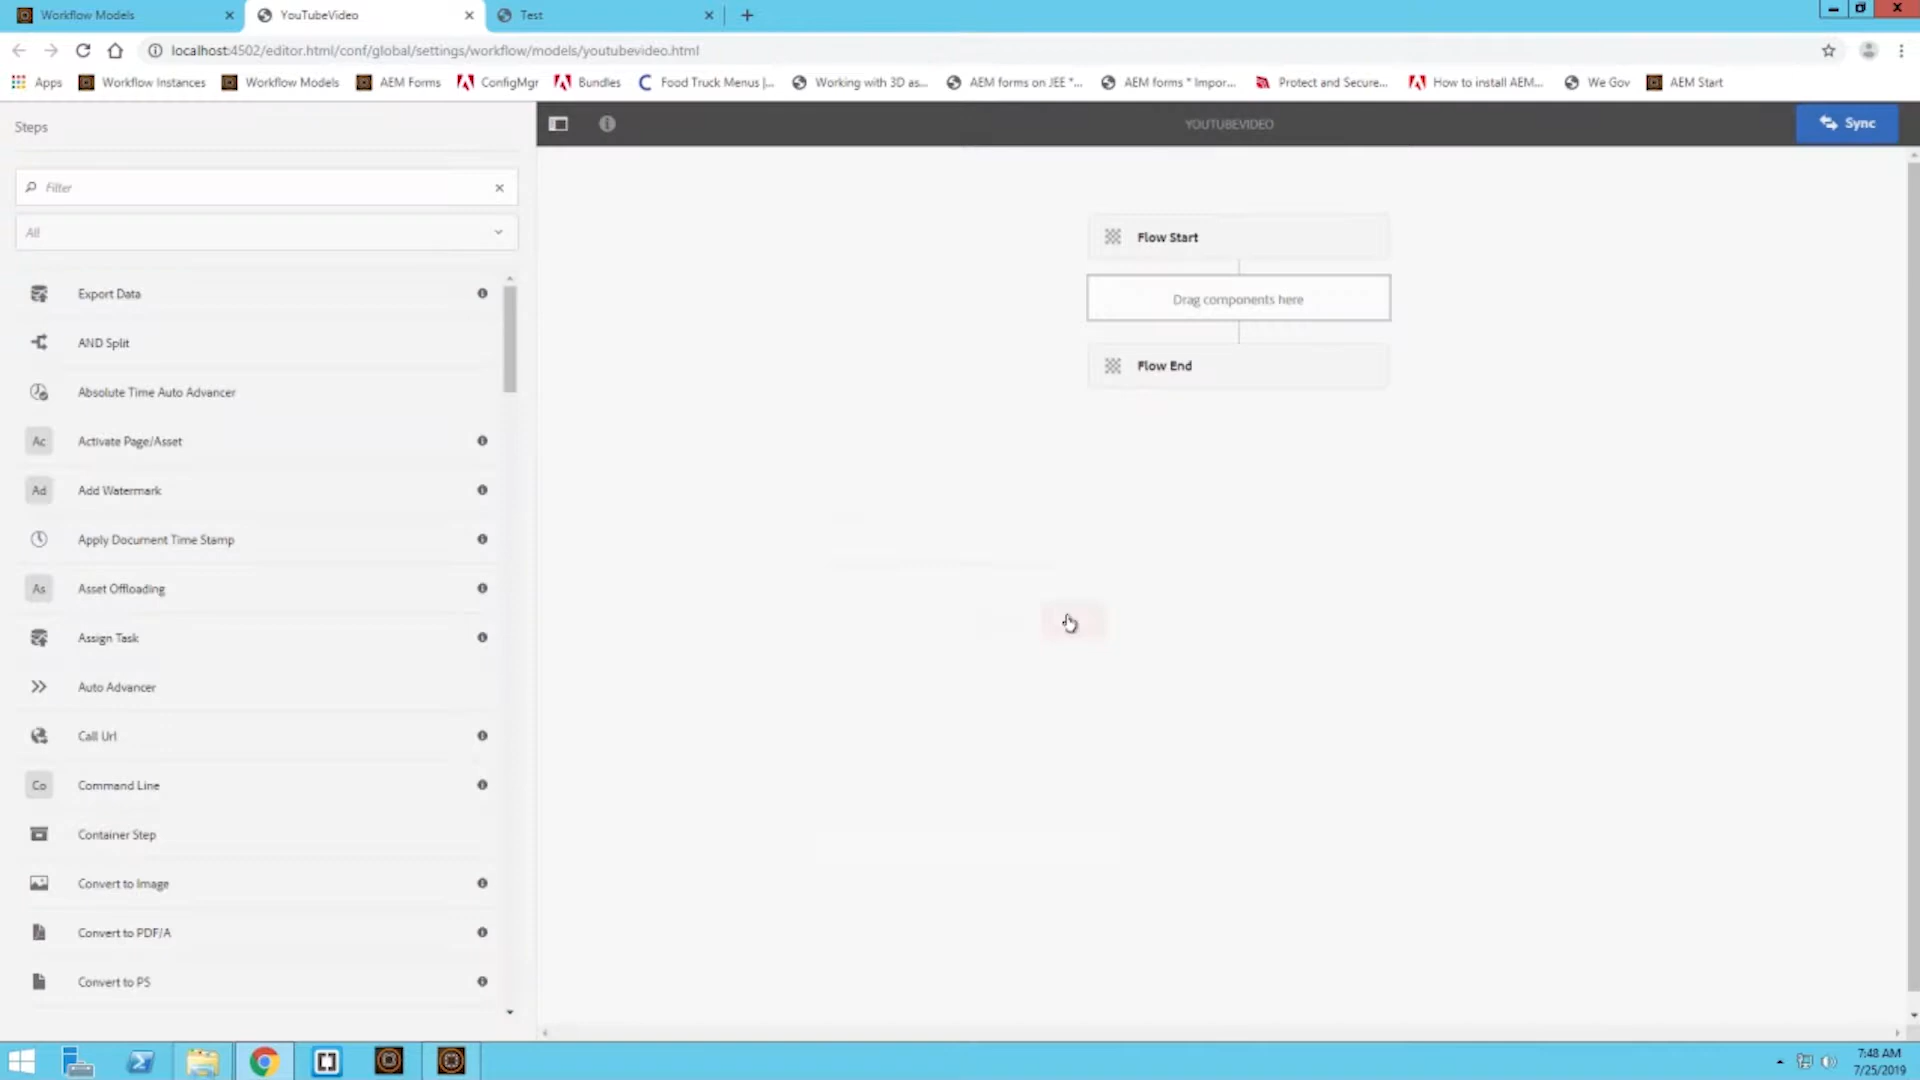 Workflow Models
YouTubeVideo
Test
localhost:4502/editor.html/conf/global/settings/workflow/models/youtubevideo.html
Apps
Workflow Instances
Workflow Models
AEM Forms
ConfigMgr
Bundles
Food Truck Menus |...
Working with 3D as...
AEM forms on JEE *...
AEM forms * Impor...
Protect and Secure...
How to install AEM...
We Gov
AEM Start
Steps
YOUTUBEVIDEO
Sync
Filter
All
Export Data
AND Split
Absolute Time Auto Advancer
Ac Activate Page/Asset
Ad Add Watermark
Apply Document Time Stamp
As Asset Offloading
Assign Task
Auto Advancer
Call Url
Co Command Line
Container Step
Convert to Image
Convert to PDF/A
Convert to PS
Flow Start
Drag components here
Flow End
7:48 AM
7/25/2019